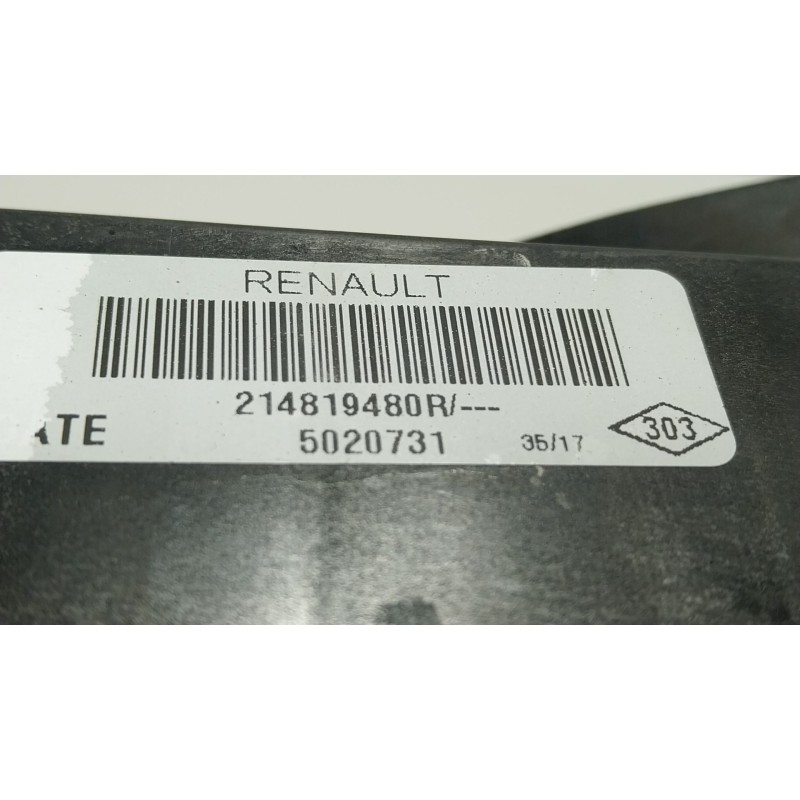 RENAULT
214819480R/---
ATE 5020731 35/17 303